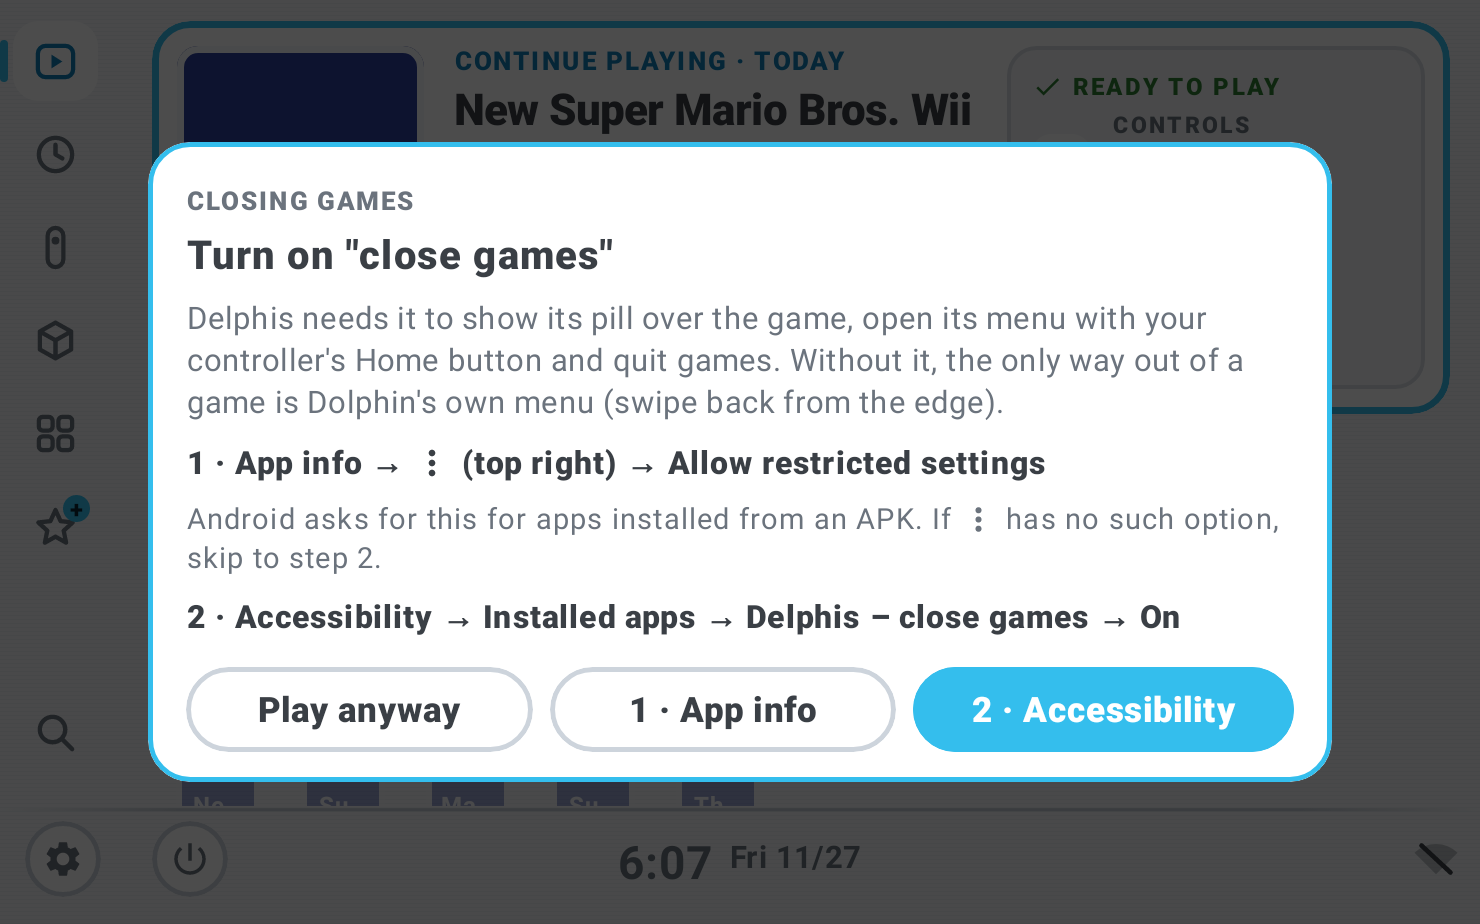 CONTINUE PLAYING · TODAY
New Super Mario Bros. Wii
READY TO PLAY
CONTROLS
CLOSING GAMES
Turn on "close games"
Delphis needs it to show its pill over the game, open its menu with your
controller's Home button and quit games. Without it, the only way out of a
game is Dolphin's own menu (swipe back from the edge).
1 · App info → ⋮ (top right) → Allow restricted settings
Android asks for this for apps installed from an APK. If ⋮ has no such option,
skip to step 2.
2 · Accessibility → Installed apps → Delphis – close games → On
Play anyway
1 · App info
2 · Accessibility
Ne Su Ma Su Th
6:07 Fri 11/27